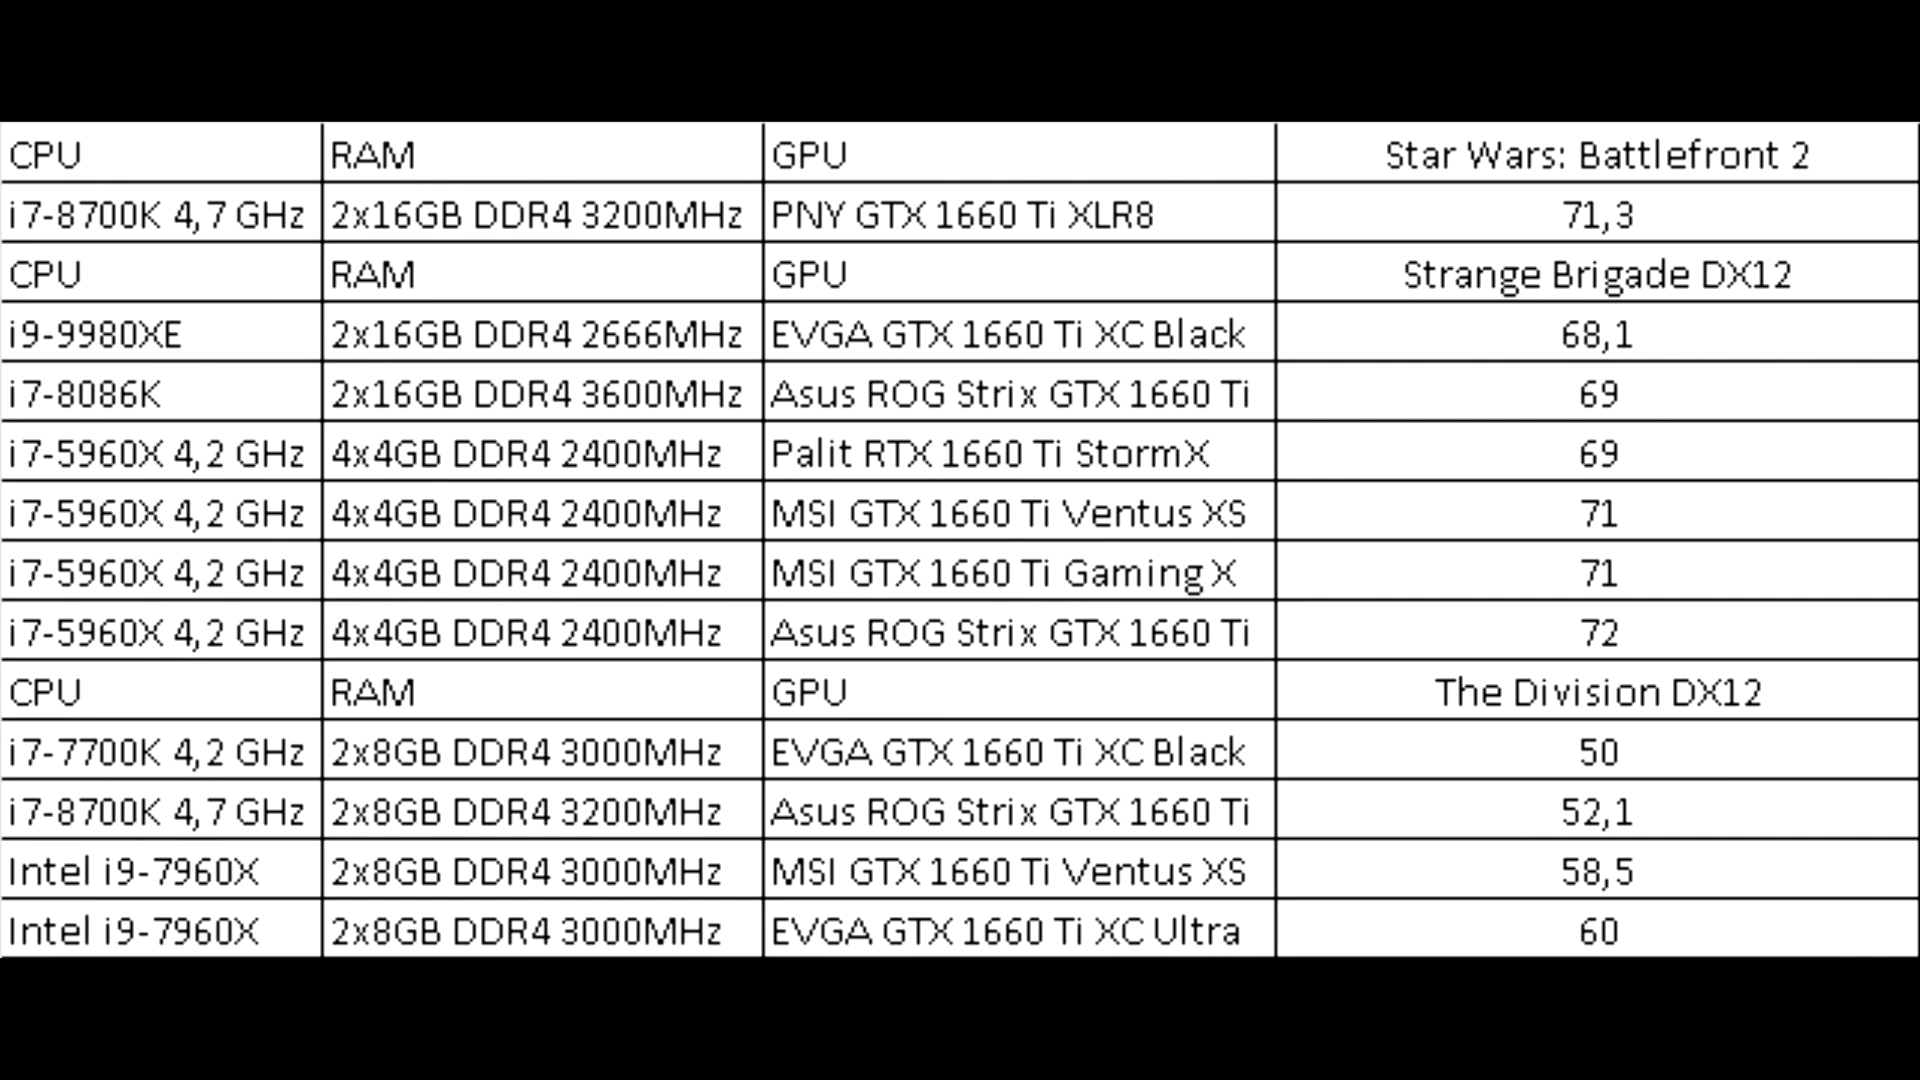 CPU RAM GPU Star Wars: Battlefront 2
i7-8700K 4,7 GHz 2x16GB DDR4 3200MHz PNY GTX 1660 Ti XLR8 71,3
CPU RAM GPU Strange Brigade DX12
i9-9980XE 2x16GB DDR4 2666MHz EVGA GTX 1660 Ti XC Black 68,1
i7-8086K 2x16GB DDR4 3600MHz Asus ROG Strix GTX 1660 Ti 69
i7-5960X 4,2 GHz 4x4GB DDR4 2400MHz Palit RTX 1660 Ti StormX 69
i7-5960X 4,2 GHz 4x4GB DDR4 2400MHz MSI GTX 1660 Ti Ventus XS 71
i7-5960X 4,2 GHz 4x4GB DDR4 2400MHz MSI GTX 1660 Ti Gaming X 71
i7-5960X 4,2 GHz 4x4GB DDR4 2400MHz Asus ROG Strix GTX 1660 Ti 72
CPU RAM GPU The Division DX12
i7-7700K 4,2 GHz 2x8GB DDR4 3000MHz EVGA GTX 1660 Ti XC Black 50
i7-8700K 4,7 GHz 2x8GB DDR4 3200MHz Asus ROG Strix GTX 1660 Ti 52,1
Intel i9-7960X 2x8GB DDR4 3000MHz MSI GTX 1660 Ti Ventus XS 58,5
Intel i9-7960X 2x8GB DDR4 3000MHz EVGA GTX 1660 Ti XC Ultra 60